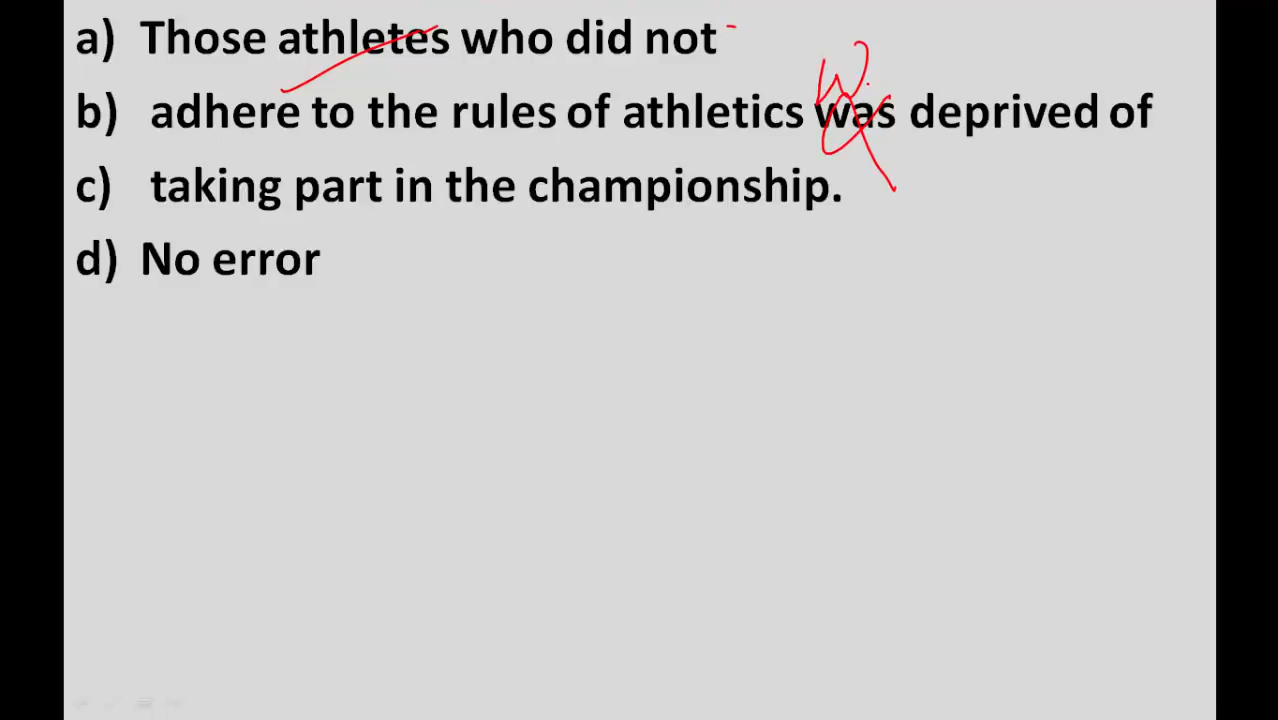 a) Those athletes who did not
b) adhere to the rules of athletics was deprived of
c) taking part in the championship.
d) No error